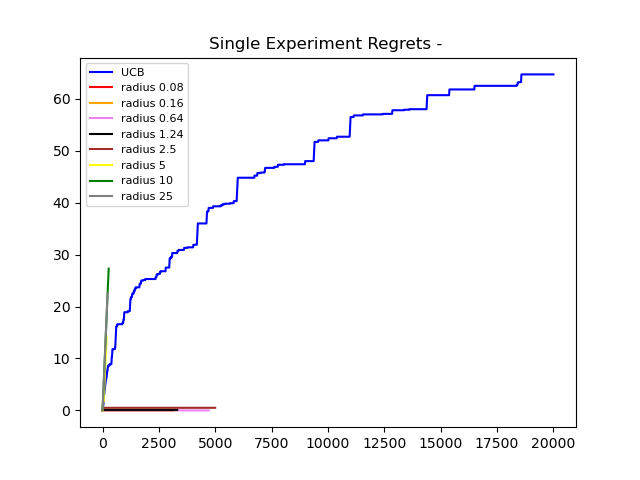 Single Experiment Regrets -
UCB
radius 0.08
radius 0.16
radius 0.64
radius 1.24
radius 2.5
radius 5
radius 10
radius 25
60
50
40
30
20
10
0
0 2500 5000 7500 10000 12500 15000 17500 20000